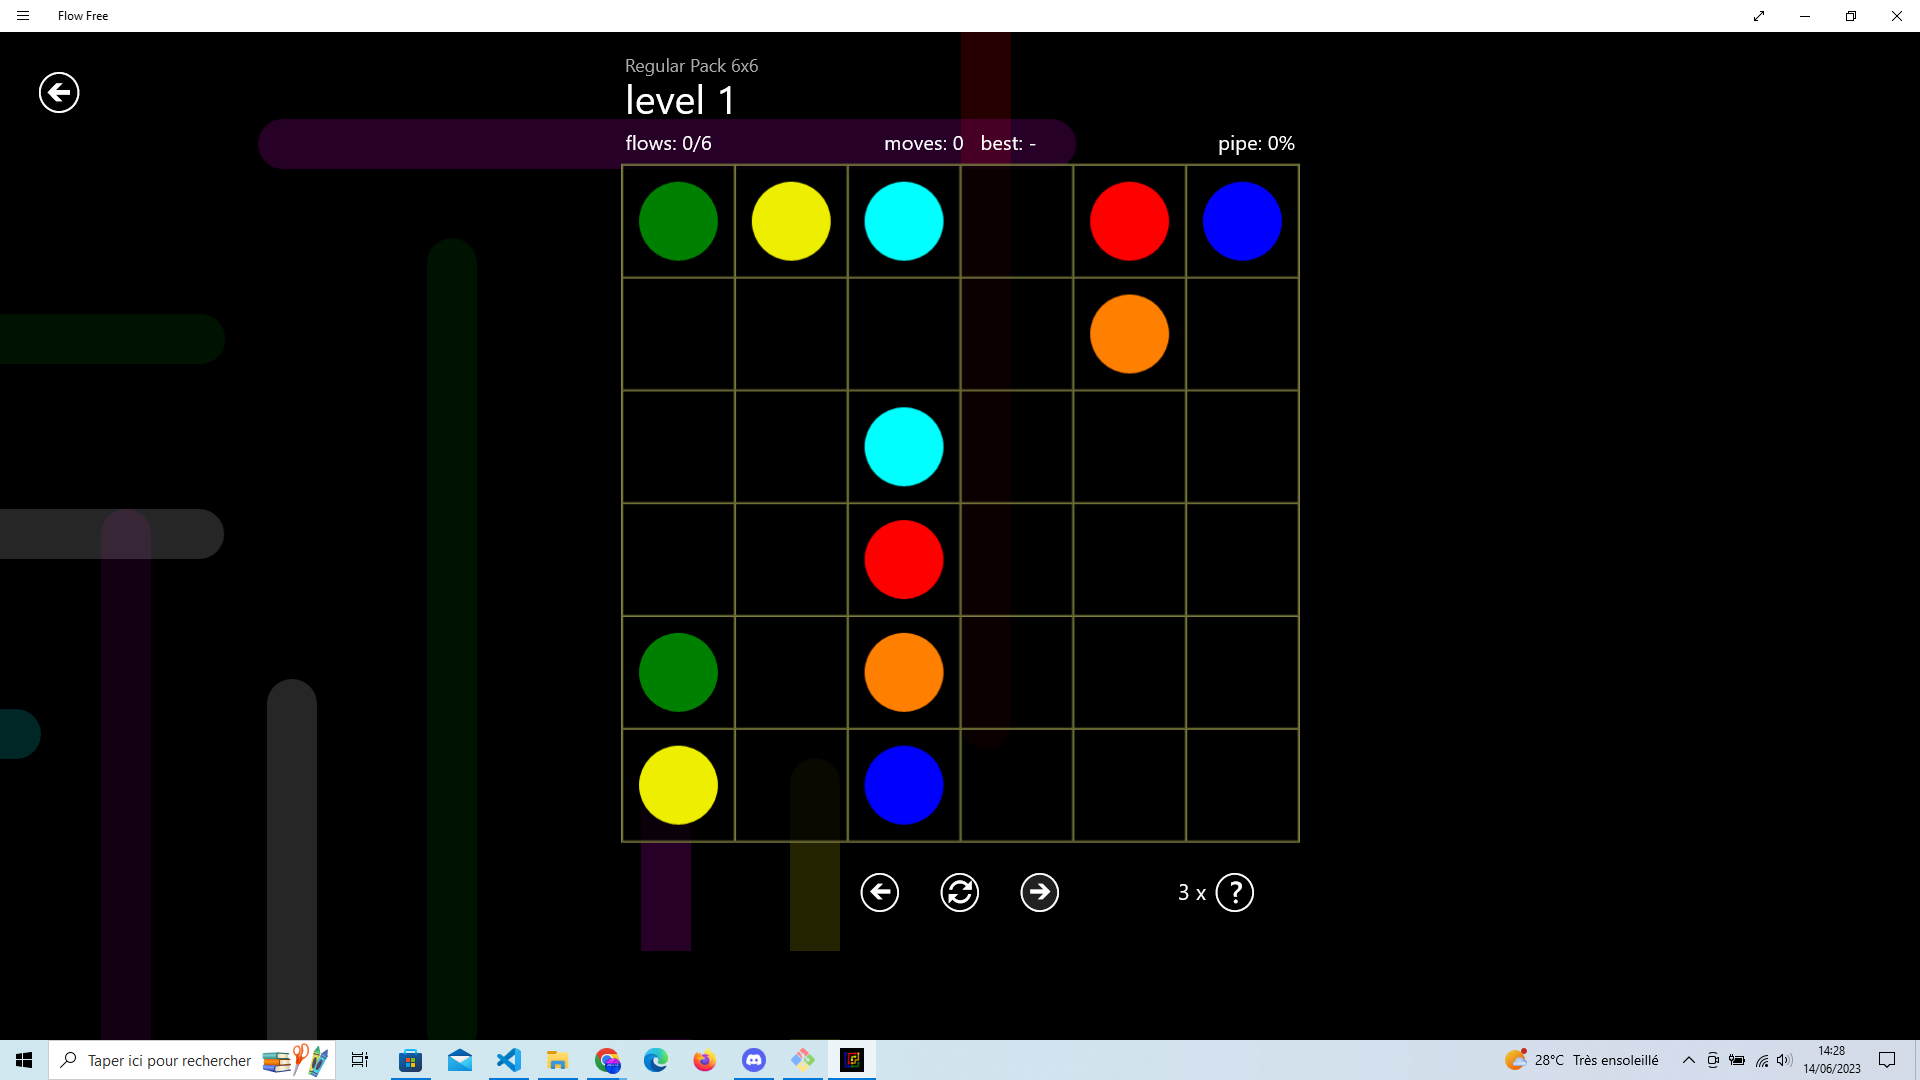 Flow Free
Regular Pack 6x6
level 1
flows: 0/6 moves: 0 best: - pipe: 0%
3 x ?
Taper ici pour rechercher
28°C Très ensoleillé
14:28
14/06/2023